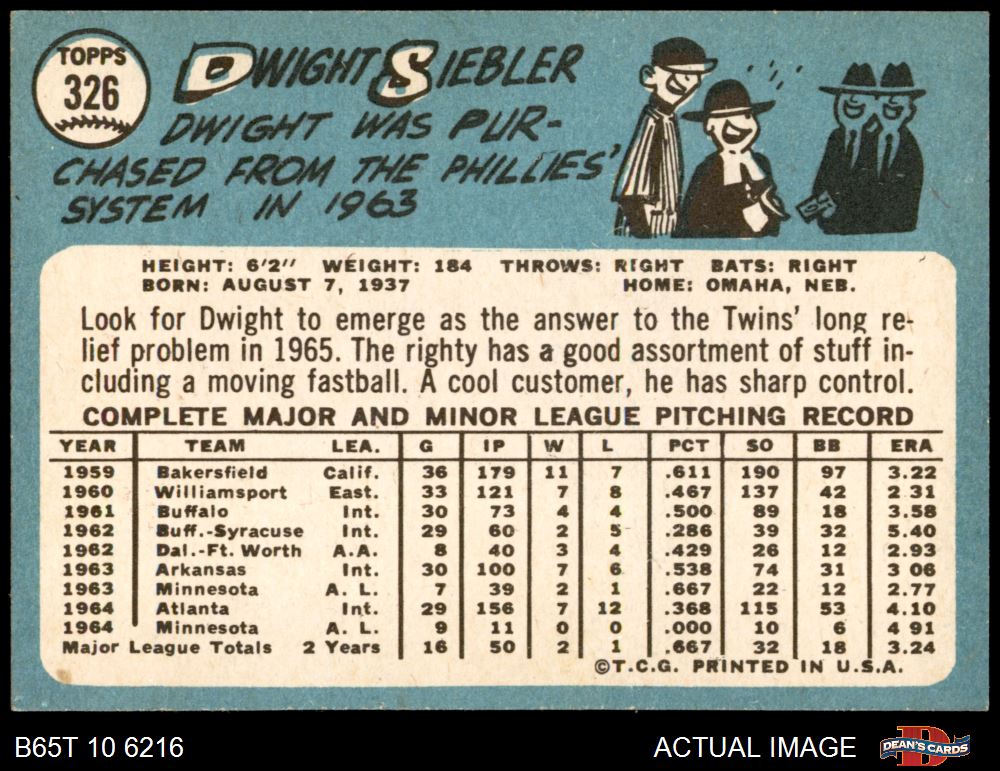 TOPPS
326
DWIGHT SIEBLER
DWIGHT WAS PUR-
CHASED FROM THE PHILLIES'
SYSTEM IN 1963
HEIGHT: 6'2" WEIGHT: 184 THROWS: RIGHT BATS: RIGHT
BORN: AUGUST 7, 1937 HOME: OMAHA, NEB.
Look for Dwight to emerge as the answer to the Twins' long re-
lief problem in 1965. The righty has a good assortment of stuff in-
cluding a moving fastball. A cool customer, he has sharp control.
COMPLETE MAJOR AND MINOR LEAGUE PITCHING RECORD
YEAR TEAM LEA. G IP W L PCT SO BB ERA
1959 Bakersfield Calif. 36 179 11 7 .611 190 97 3.22
1960 Williamsport East. 33 121 7 8 .467 137 42 2 31
1961 Buffalo Int. 30 73 4 4 .500 89 18 3.58
1962 Buff.-Syracuse Int. 29 60 2 5 .286 39 32 5.40
1962 Dal.-Ft. Worth A.A. 8 40 3 4 .429 26 12 2.93
1963 Arkansas Int. 30 100 7 6 .538 74 31 3 06
1963 Minnesota A. L. 7 39 2 1 .667 22 12 2.77
1964 Atlanta Int. 29 156 7 12 .368 115 53 4.10
1964 Minnesota A. L. 9 11 0 0 .000 10 6 4 91
Major League Totals 2 Years 16 50 2 1 .667 32 18 3.24
©T.C.G. PRINTED IN U.S.A.
B65T 10 6216 ACTUAL IMAGE DEAN'S CARDS